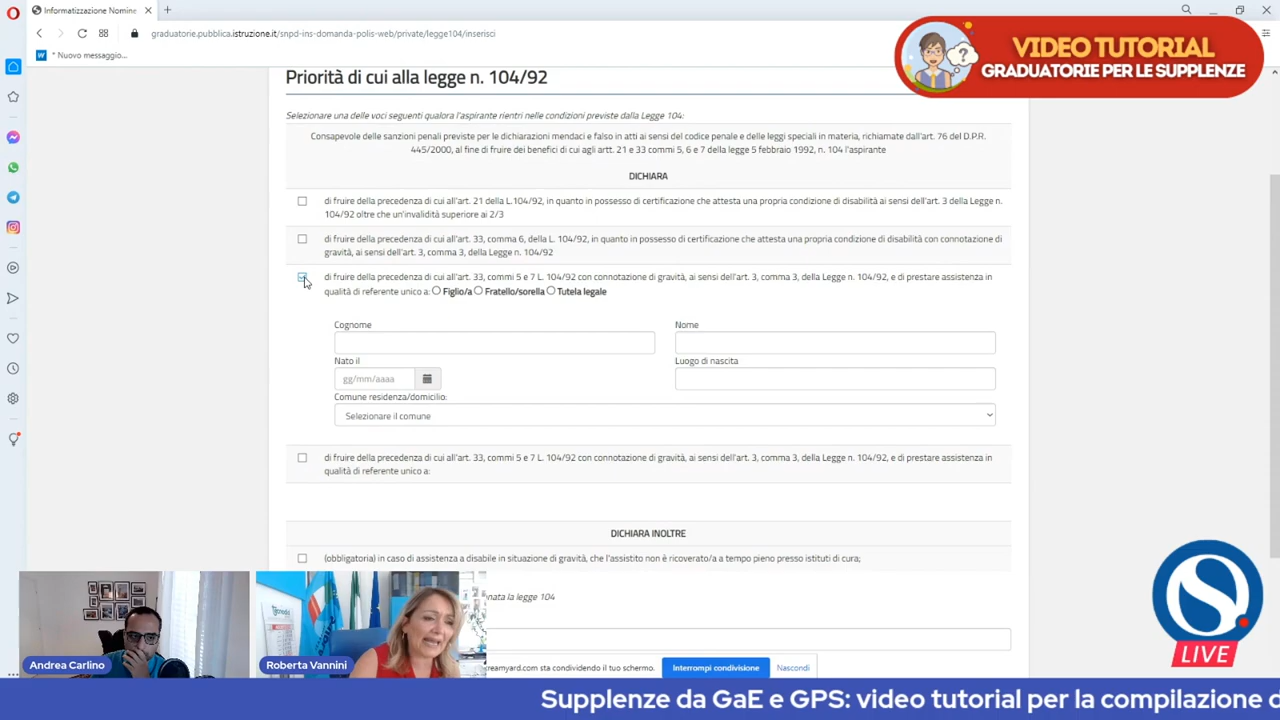 Informatizzazione Nomine
graduatorie.pubblica.istruzione.it/snpd-ins-domanda-polis-web/private/legge104/inserisci
* Nuovo messaggio...
VIDEO TUTORIAL
GRADUATORIE PER LE SUPPLENZE
Priorità di cui alla legge n. 104/92
Selezionare una delle voci seguenti qualora l'aspirante rientri nelle condizioni previste dalla Legge 104:
Consapevole delle sanzioni penali previste per le dichiarazioni mendaci e falso in atti ai sensi del codice penale e delle leggi speciali in materia, richiamate dall'art. 76 del D.P.R.
445/2000, al fine di fruire dei benefici di cui agli artt. 21 e 33 commi 5, 6 e 7 della legge 5 febbraio 1992, n. 104 l'aspirante
DICHIARA
di fruire della precedenza di cui all'art. 21 della L.104/92, in quanto in possesso di certificazione che attesta una propria condizione di disabilità ai sensi dell'art. 3 della Legge n.
104/92 oltre che un'invalidità superiore ai 2/3
di fruire della precedenza di cui all'art. 33, comma 6, della L. 104/92, in quanto in possesso di certificazione che attesta una propria condizione di disabilità con connotazione di
gravità, ai sensi dell'art. 3, comma 3, della Legge n. 104/92
di fruire della precedenza di cui all'art. 33, commi 5 e 7 L. 104/92 con connotazione di gravità, ai sensi dell'art. 3, comma 3, della Legge n. 104/92, e di prestare assistenza in
qualità di referente unico a: Figlio/a Fratello/sorella Tutela legale
Cognome Nome
Nato il Luogo di nascita
gg/mm/aaaa
Comune residenza/domicilio:
Selezionare il comune
di fruire della precedenza di cui all'art. 33, commi 5 e 7 L. 104/92 con connotazione di gravità, ai sensi dell'art. 3, comma 3, della Legge n. 104/92, e di prestare assistenza in
qualità di referente unico a:
DICHIARA INOLTRE
(obbligatorio) in caso di assistenza a disabile in situazione di gravità, che l'assistito non è ricoverato/a a tempo pieno presso istituti di cura;
nata la legge 104
Andrea Carlino
Roberta Vannini
reamyard.com sta condividendo il tuo schermo. Interrompi condivisione Nascondi
LIVE
Supplenze da GaE e GPS: video tutorial per la compilazione d